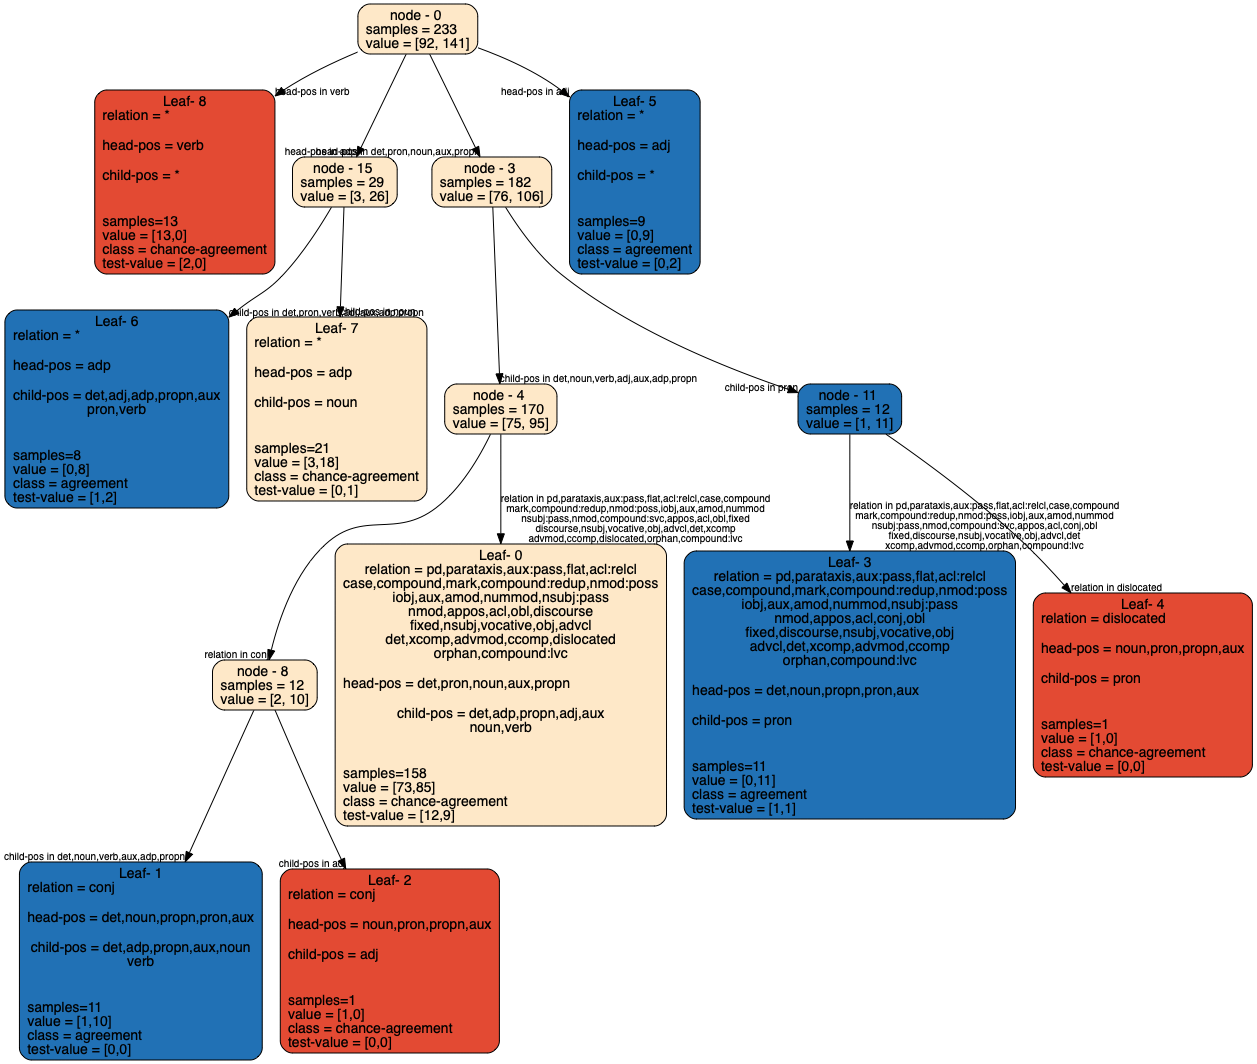 node - 0
samples = 233
value = [92, 141]
head-pos in verb
head-pos in adj
Leaf- 8
relation = *
head-pos = verb
child-pos = *
samples=13
value = [13,0]
class = chance-agreement
test-value = [2,0]
Leaf- 5
relation = *
head-pos = adj
child-pos = *
samples=9
value = [0,9]
class = agreement
test-value = [0,2]
head-pos in det,pron,noun,aux,propn
node - 15
samples = 29
value = [3, 26]
node - 3
samples = 182
value = [76, 106]
Leaf- 6
relation = *
head-pos = adp
child-pos = det,adj,adp,propn,aux
pron,verb
samples=8
value = [0,8]
class = agreement
test-value = [1,2]
child-pos in noun
Leaf- 7
relation = *
head-pos = adp
child-pos = noun
samples=21
value = [3,18]
class = chance-agreement
test-value = [0,1]
child-pos in det,noun,verb,adj,aux,adp,propn
node - 4
samples = 170
value = [75, 95]
child-pos in pron
node - 11
samples = 12
value = [1, 11]
relation in pd,parataxis,aux:pass,flat,acl:relcl,case,compound
mark,compound:redup,nmod:poss,iobj,aux,amod,nummod
nsubj:pass,nmod,compound:svc,appos,acl,obl,fixed
discourse,nsubj,vocative,obj,advcl,det,xcomp
advmod,ccomp,dislocated,orphan,compound:lvc
relation in pd,parataxis,aux:pass,flat,acl:relcl,case,compound
mark,compound:redup,nmod:poss,iobj,aux,amod,nummod
nsubj:pass,nmod,compound:svc,appos,acl,conj,obl
fixed,discourse,nsubj,vocative,obj,advcl,det
xcomp,advmod,ccomp,orphan,compound:lvc
relation in dislocated
Leaf- 0
relation = pd,parataxis,aux:pass,flat,acl:relcl
case,compound,mark,compound:redup,nmod:poss
iobj,aux,amod,nummod,nsubj:pass
nmod,appos,acl,obl,discourse
fixed,nsubj,vocative,obj,advcl
det,xcomp,advmod,ccomp,dislocated
orphan,compound:lvc
head-pos = det,pron,noun,aux,propn
child-pos = det,adp,propn,adj,aux
noun,verb
samples=158
value = [73,85]
class = chance-agreement
test-value = [12,9]
Leaf- 3
relation = pd,parataxis,aux:pass,flat,acl:relcl
case,compound,mark,compound:redup,nmod:poss
iobj,aux,amod,nummod,nsubj:pass
nmod,appos,acl,conj,obl
fixed,discourse,nsubj,vocative,obj
advcl,det,xcomp,advmod,ccomp
orphan,compound:lvc
head-pos = det,noun,propn,pron,aux
child-pos = pron
samples=11
value = [0,11]
class = agreement
test-value = [1,1]
Leaf- 4
relation = dislocated
head-pos = noun,pron,propn,aux
child-pos = pron
samples=1
value = [1,0]
class = chance-agreement
test-value = [0,0]
relation in conj
node - 8
samples = 12
value = [2, 10]
child-pos in det,noun,verb,aux,adp,propn
Leaf- 1
relation = conj
head-pos = det,noun,propn,pron,aux
child-pos = det,adp,propn,aux,noun
verb
samples=11
value = [1,10]
class = agreement
test-value = [0,0]
child-pos in adj
Leaf- 2
relation = conj
head-pos = noun,pron,propn,aux
child-pos = adj
samples=1
value = [1,0]
class = chance-agreement
test-value = [0,0]